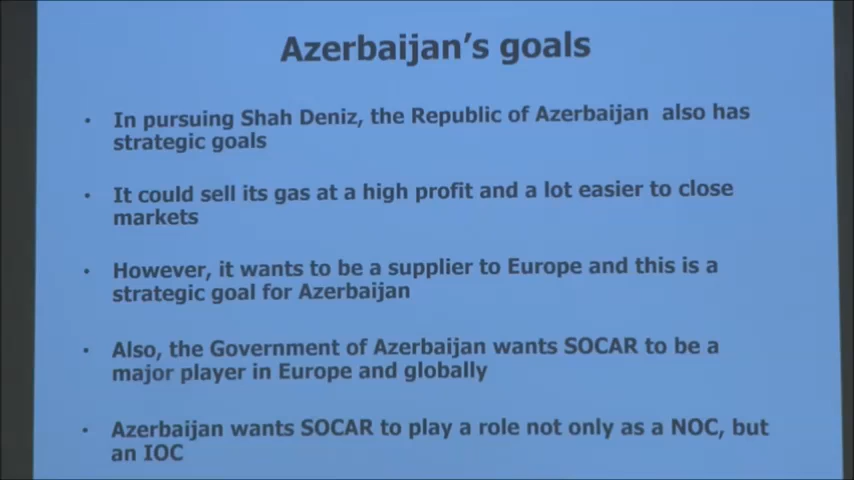 Azerbaijan's goals
• In pursuing Shah Deniz, the Republic of Azerbaijan also has
strategic goals
• It could sell its gas at a high profit and a lot easier to close
markets
• However, it wants to be a supplier to Europe and this is a
strategic goal for Azerbaijan
• Also, the Government of Azerbaijan wants SOCAR to be a
major player in Europe and globally
• Azerbaijan wants SOCAR to play a role not only as a NOC, but
an IOC